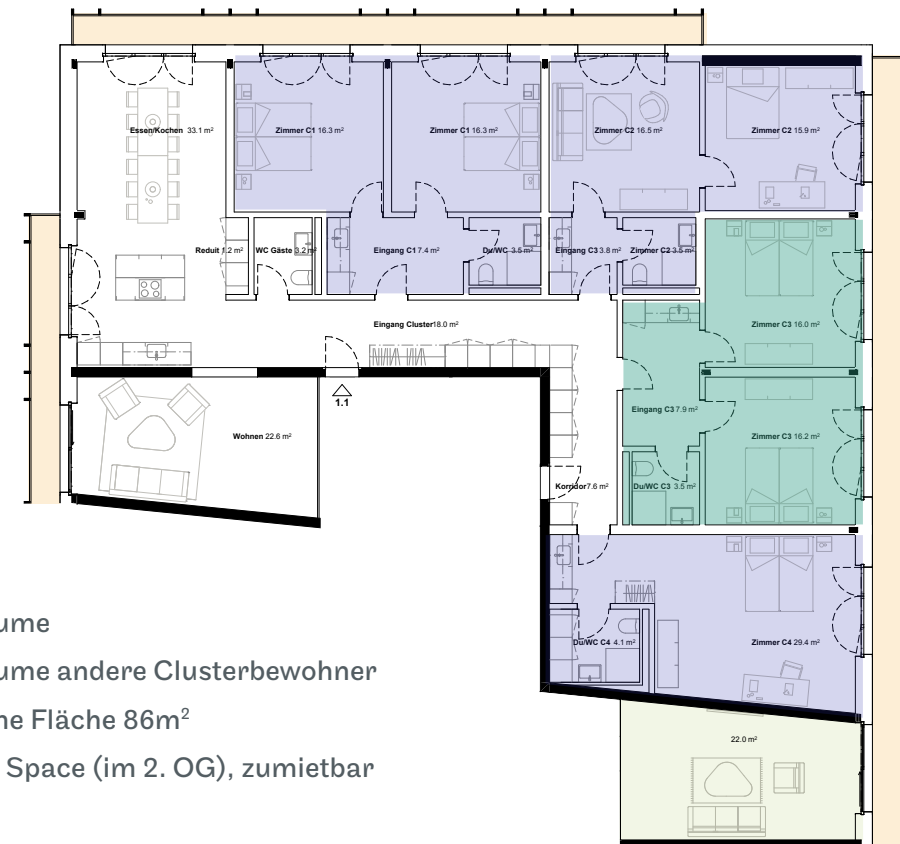 Essen/Kochen 33.1 m²
Zimmer C1 16.3 m²
Zimmer C1 16.3 m²
Zimmer C2 16.5 m²
Zimmer C2 15.9 m²
Reduit 1.2 m²
WC Gäste 3.2 m²
Eingang C1 7.4 m²
Du/WC 3.5 m²
Eingang C3 3.8 m²
Zimmer C2 3.5 m²
Eingang Cluster 18.0 m²
Zimmer C3 16.0 m²
1.1
Eingang C3 7.9 m²
Wohnen 22.6 m²
Zimmer C3 16.2 m²
Korridor 7.6 m²
Du/WC C3 3.5 m²
Du/WC C4 4.1 m²
Zimmer C4 29.4 m²
22.0 m²
ume
ume andere Clusterbewohner
ne Fläche 86m²
Space (im 2. OG), zumietbar